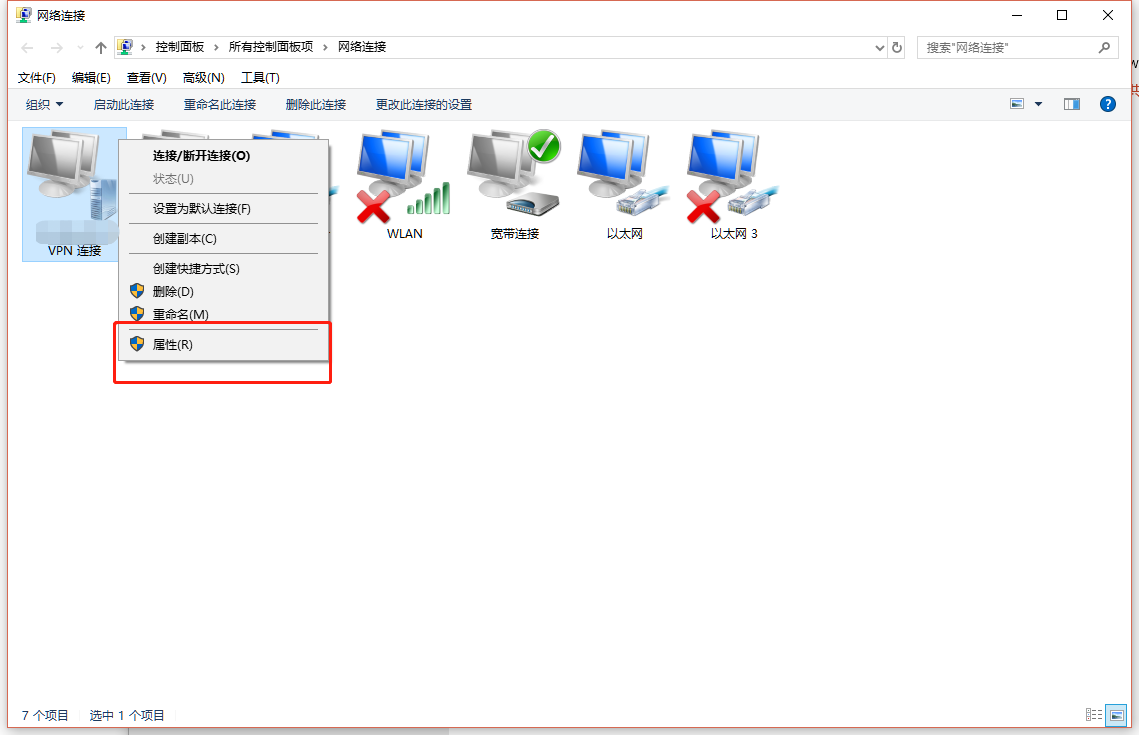 网络连接
控制面板 › 所有控制面板项 › 网络连接
搜索"网络连接"
文件(F) 编辑(E) 查看(V) 高级(N) 工具(T)
组织 启动此连接 重命名此连接 删除此连接 更改此连接的设置
VPN 连接
连接/断开连接(O)
状态(U)
设置为默认连接(F)
创建副本(C)
创建快捷方式(S)
删除(D)
重命名(M)
属性(R)
WLAN
宽带连接
以太网
以太网 3
7 个项目 选中 1 个项目